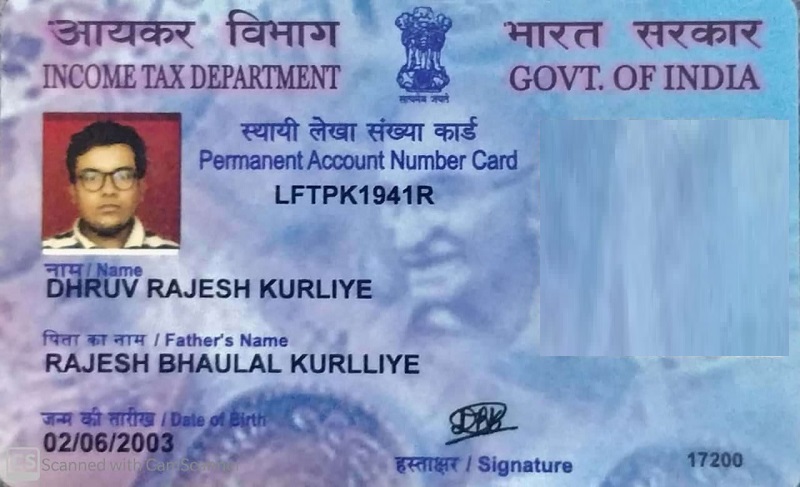 आयकर विभाग
INCOME TAX DEPARTMENT
सत्यमेव जयते
भारत सरकार
GOVT. OF INDIA
स्थायी लेखा संख्या कार्ड
Permanent Account Number Card
LFTPK1941R
नाम / Name
DHRUV RAJESH KURLIYE
पिता का नाम / Father's Name
RAJESH BHAULAL KURLLIYE
जन्म की तारीख / Date of Birth
02/06/2003
हस्ताक्षर / Signature
17200
CS Scanned with CamScanner